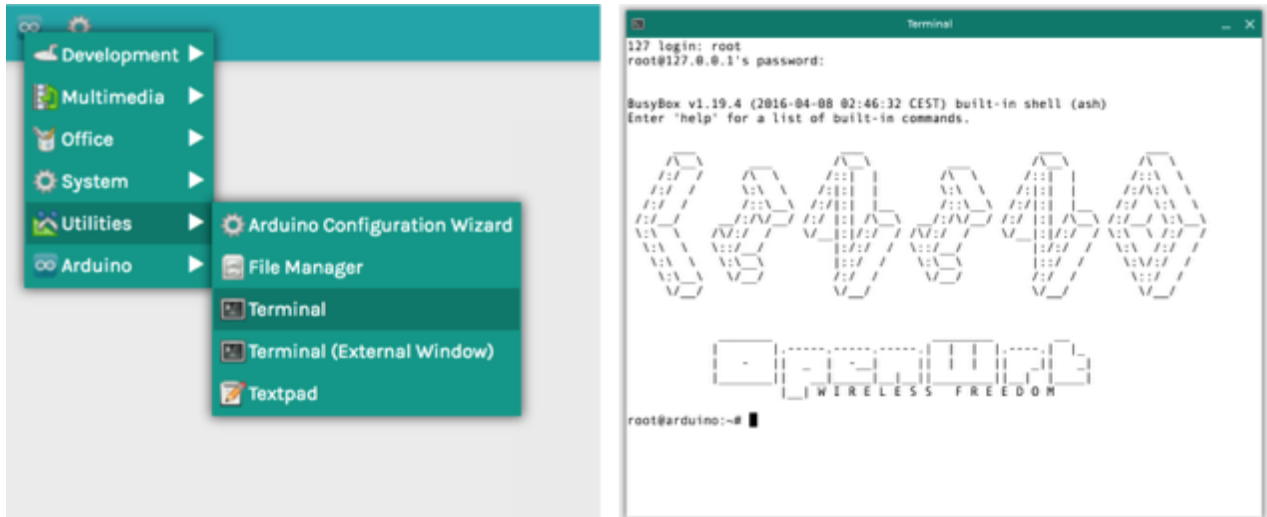 Development
Multimedia
Office
System
Utilities
Arduino
Arduino Configuration Wizard
File Manager
Terminal
Terminal (External Window)
Textpad
Terminal
127 login: root
root@127.0.0.1's password:
BusyBox v1.19.4 (2016-04-08 02:46:32 CEST) built-in shell (ash)
Enter 'help' for a list of built-in commands.
OpenWrt
W I R E L E S S   F R E E D O M
root@arduino:~#